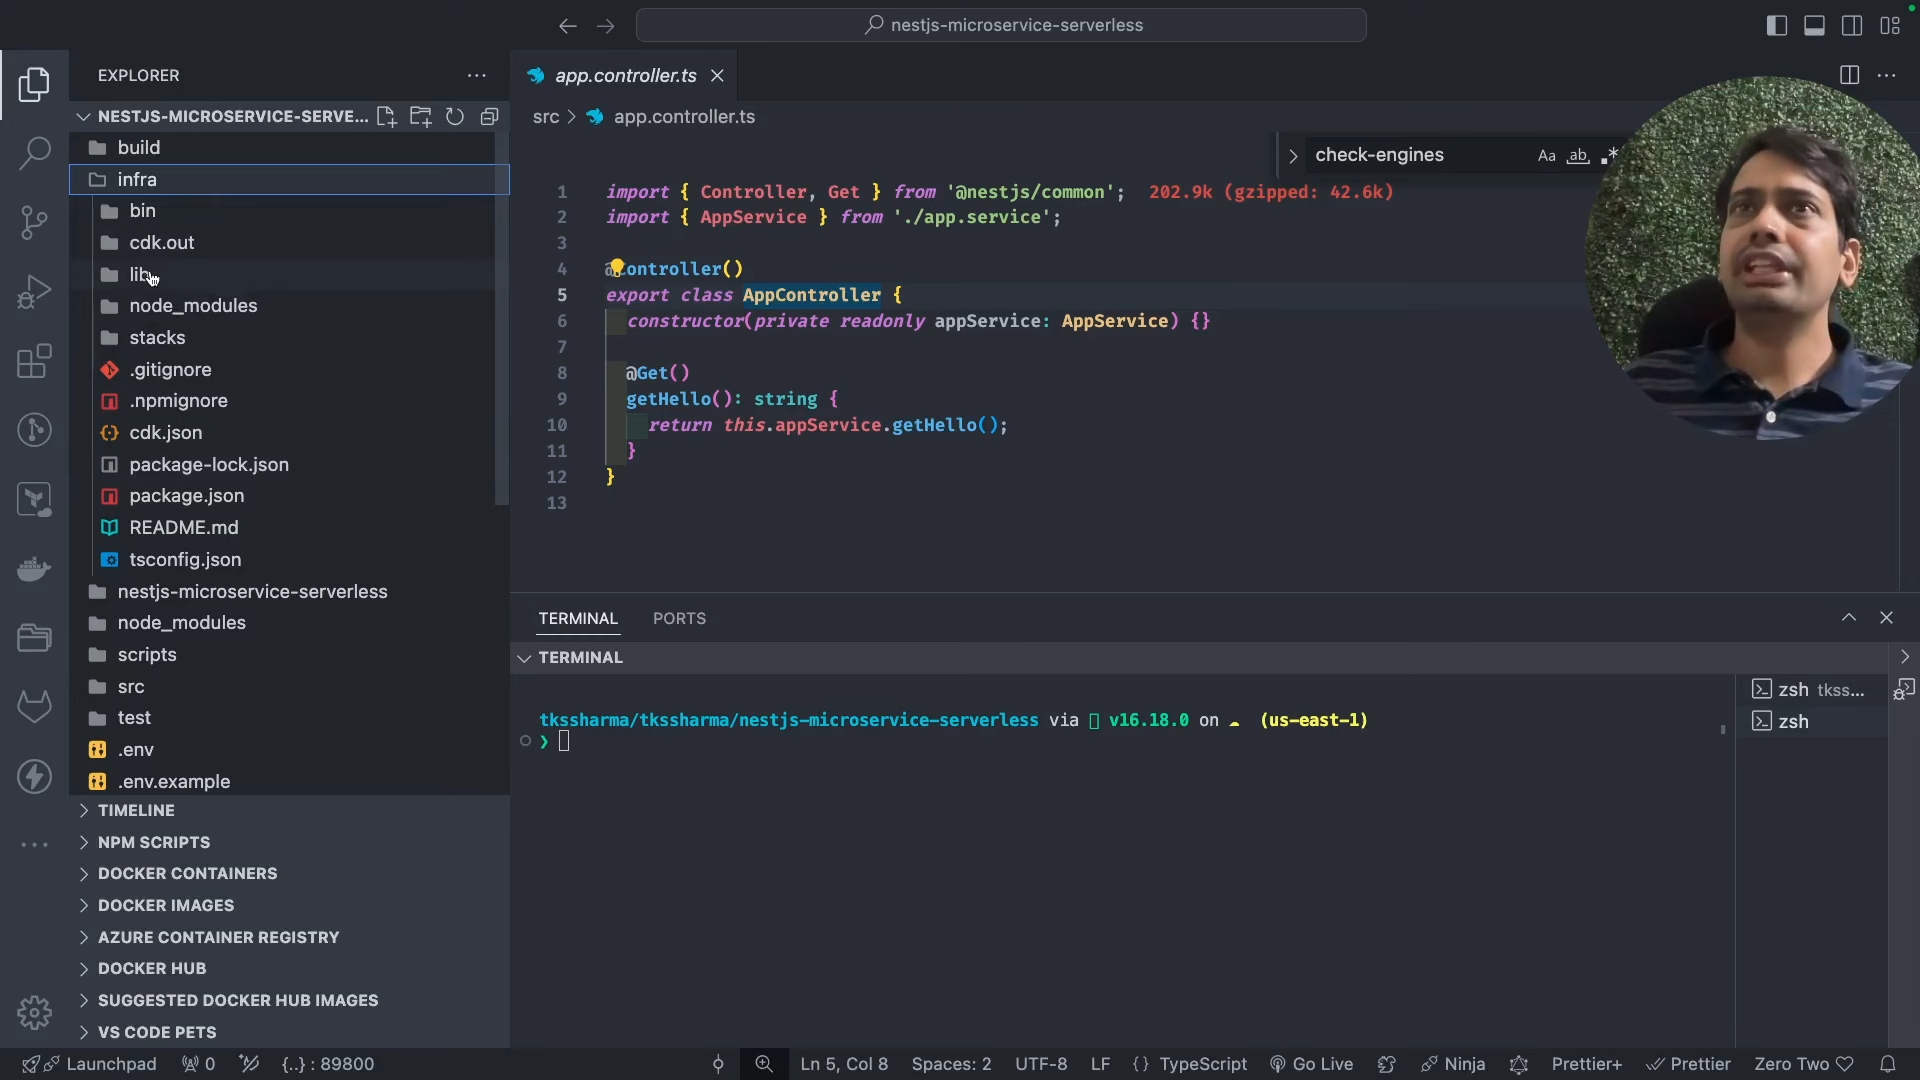 nestjs-microservice-serverless
EXPLORER
NESTJS-MICROSERVICE-SERVE...
build
infra
bin
cdk.out
lib
node_modules
stacks
.gitignore
.npmignore
cdk.json
package-lock.json
package.json
README.md
tsconfig.json
nestjs-microservice-serverless
node_modules
scripts
src
test
.env
.env.example
TIMELINE
NPM SCRIPTS
DOCKER CONTAINERS
DOCKER IMAGES
AZURE CONTAINER REGISTRY
DOCKER HUB
SUGGESTED DOCKER HUB IMAGES
VS CODE PETS
app.controller.ts
src > app.controller.ts
check-engines Aa ab .*
1 import { Controller, Get } from '@nestjs/common'; 202.9k (gzipped: 42.6k)
2 import { AppService } from './app.service';
3
4 @Controller()
5 export class AppController {
6 constructor(private readonly appService: AppService) {}
7
8 @Get()
9 getHello(): string {
10 return this.appService.getHello();
11 }
12 }
13
TERMINAL PORTS
TERMINAL
tkssharma/tkssharma/nestjs-microservice-serverless via v16.18.0 on (us-east-1)
❯
zsh tkss...
zsh
Launchpad 0 {..} : 89800 Ln 5, Col 8 Spaces: 2 UTF-8 LF {} TypeScript Go Live Ninja Prettier+ Prettier Zero Two